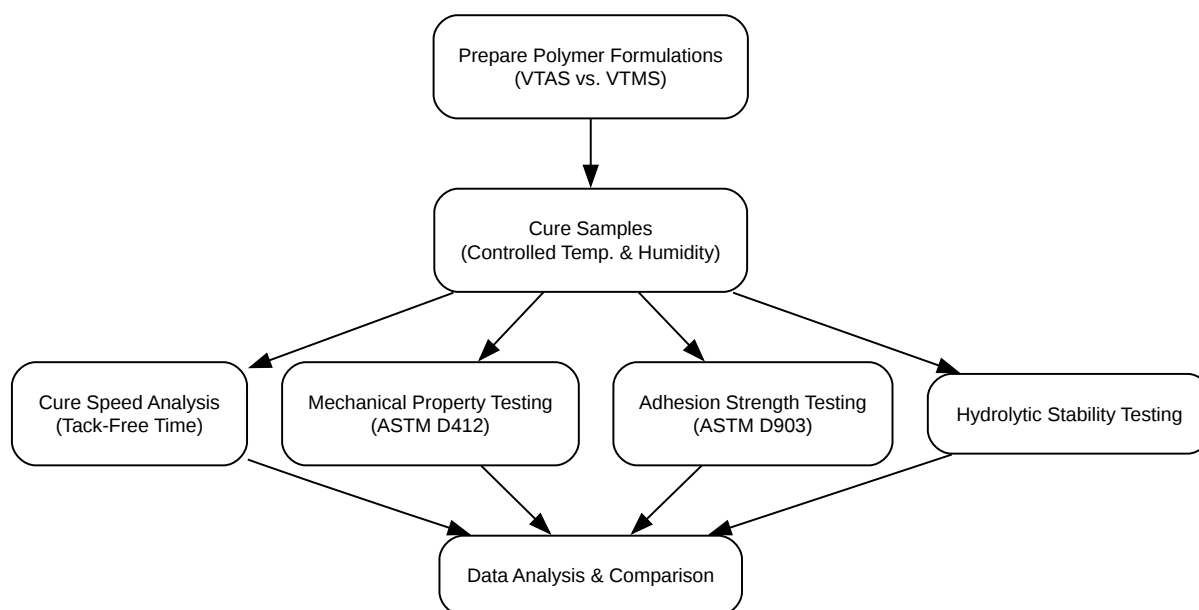 Prepare Polymer Formulations
(VTAS vs. VTMS)
Cure Samples
(Controlled Temp. & Humidity)
Cure Speed Analysis
(Tack-Free Time)
Mechanical Property Testing
(ASTM D412)
Adhesion Strength Testing
(ASTM D903)
Hydrolytic Stability Testing
Data Analysis & Comparison